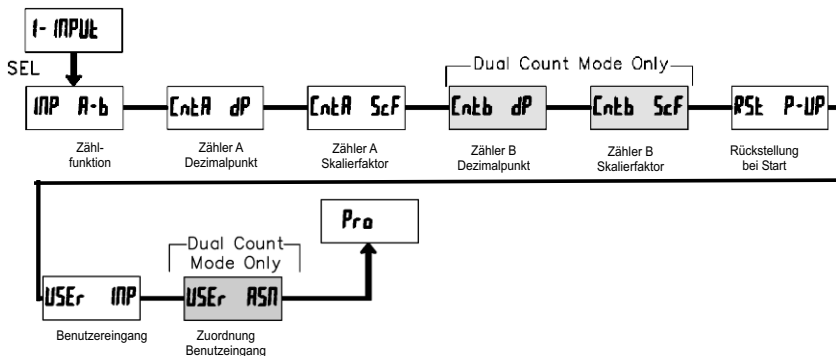 1- INPUt
SEL
Dual Count Mode Only
INP A-b
CntA dP
CntA ScF
Cntb dP
Cntb ScF
RSt P-UP
Zähl-
funktion
Zähler A
Dezimalpunkt
Zähler A
Skalierfaktor
Zähler B
Dezimalpunkt
Zähler B
Skalierfaktor
Rückstellung
bei Start
Pro
Dual Count
Mode Only
USEr INP
USEr ASN
Benutzereingang
Zuordnung
Benutzeingang